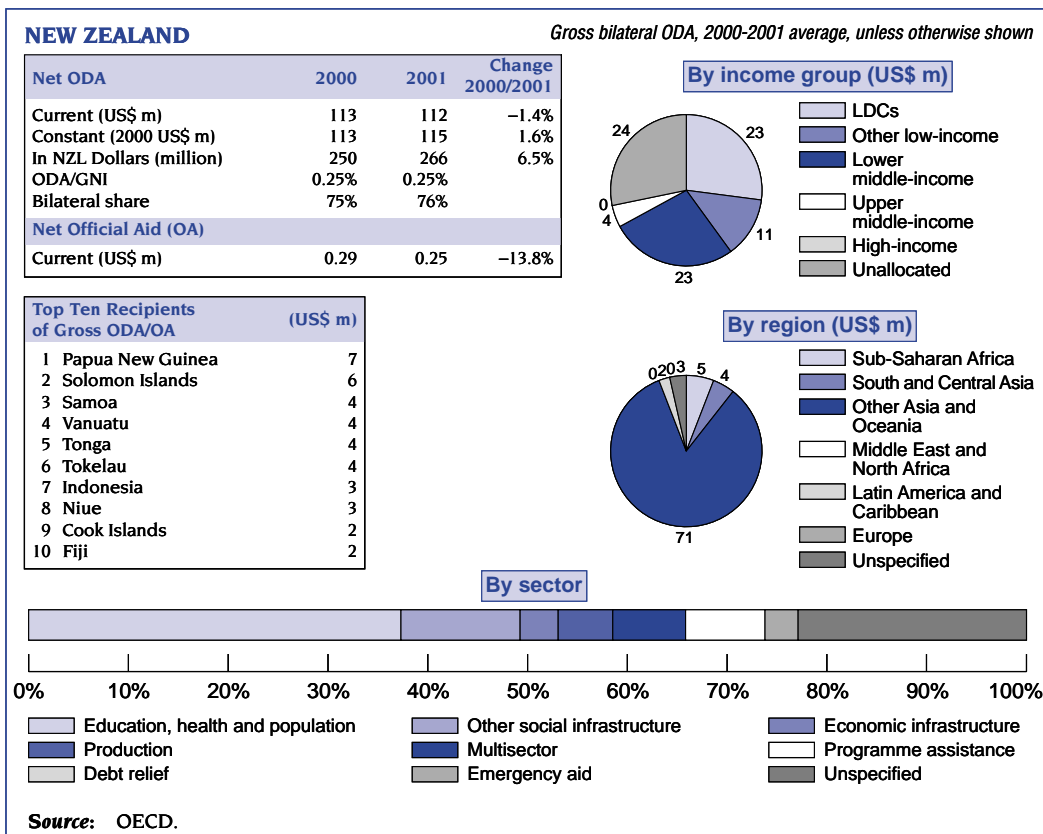 NEW ZEALAND
Gross bilateral ODA, 2000-2001 average, unless otherwise shown
Net ODA 2000 2001 Change 2000/2001
Current (US$ m) 113 112 −1.4%
Constant (2000 US$ m) 113 115 1.6%
In NZL Dollars (million) 250 266 6.5%
ODA/GNI 0.25% 0.25%
Bilateral share 75% 76%
Net Official Aid (OA)
Current (US$ m) 0.29 0.25 −13.8%
By income group (US$ m)
24
23
0
4
11
23
LDCs
Other low-income
Lower
middle-income
Upper
middle-income
High-income
Unallocated
Top Ten Recipients
of Gross ODA/OA (US$ m)
1 Papua New Guinea 7
2 Solomon Islands 6
3 Samoa 4
4 Vanuatu 4
5 Tonga 4
6 Tokelau 4
7 Indonesia 3
8 Niue 3
9 Cook Islands 2
10 Fiji 2
By region (US$ m)
0 2 0 3 5 4
71
Sub-Saharan Africa
South and Central Asia
Other Asia and
Oceania
Middle East and
North Africa
Latin America and
Caribbean
Europe
Unspecified
By sector
0% 10% 20% 30% 40% 50% 60% 70% 80% 90% 100%
Education, health and population Other social infrastructure Economic infrastructure
Production Multisector Programme assistance
Debt relief Emergency aid Unspecified
Source: OECD.